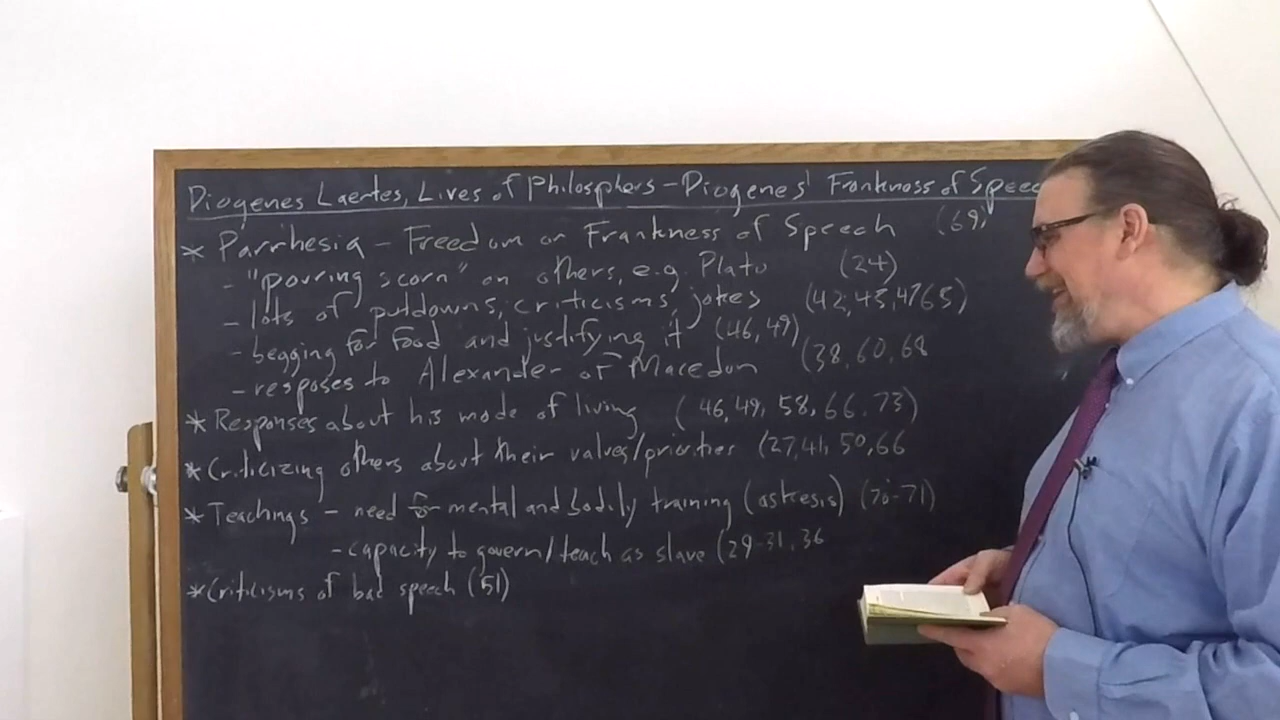 Diogenes Laertes, Lives of Philosphers - Diogenes' Frankness of Speec
* Parrhesia - Freedom or Frankness of Speech (69)
- "pouring scorn" on others, e.g. Plato (24)
- lots of putdowns, criticisms, jokes (42, 45, 47 65)
- begging for food and justifying it (46, 49)
- resposes to Alexander of Macedon (38, 60, 68
* Responses about his mode of living (46, 49, 58, 66, 73)
* Criticizing others about their values/priorities (27, 41, 50, 66
* Teachings - need for mental and bodily training (askesis) (70-71)
- capacity to govern/teach as slave (29-31, 36
* Criticisms of bad speech (51)